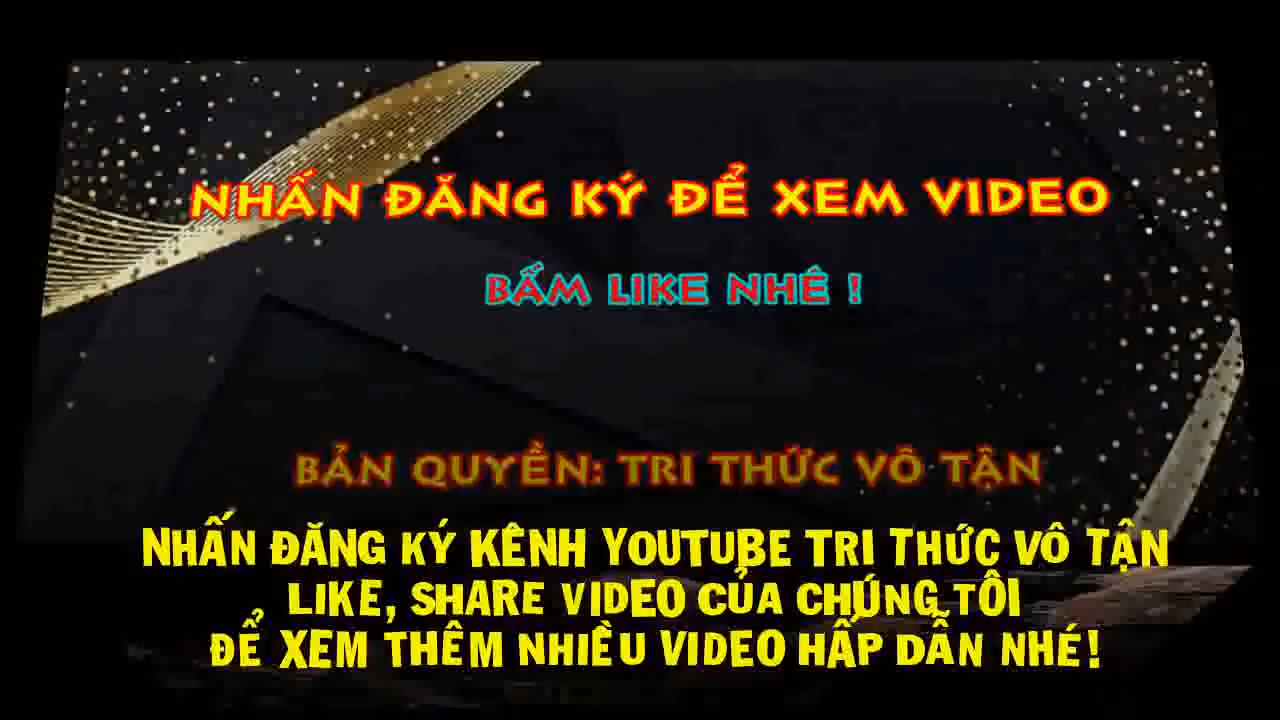 NHẤN ĐĂNG KÝ ĐỂ XEM VIDEO
BẤM LIKE NHÊ !
BẢN QUYỀN: TRI THỨC VÔ TẬN
NHẤN ĐĂNG KÝ KÊNH YOUTUBE TRI THỨC VÔ TẬN
LIKE, SHARE VIDEO CỦA CHÚNG TÔI
ĐỂ XEM THÊM NHIỀU VIDEO HẤP DẪN NHÉ!